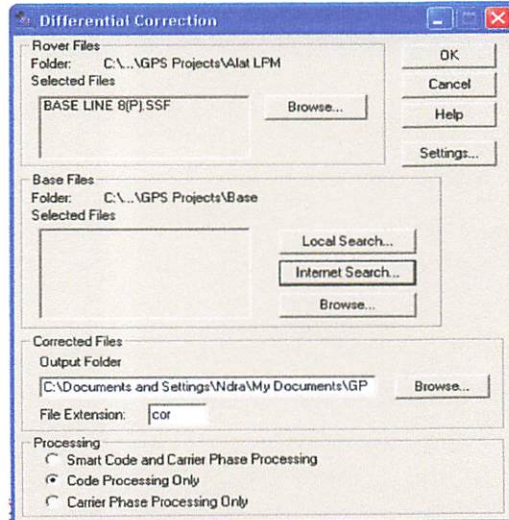 Differential Correction
Rover Files
Folder: C:\...\GPS Projects\Alat LPM
Selected Files
BASE LINE 8(P).SSF
Browse...
OK
Cancel
Help
Settings...
Base Files
Folder: C:\...\GPS Projects\Base
Selected Files
Local Search...
Internet Search...
Browse...
Corrected Files
Output Folder
C:\Documents and Settings\Ndra\My Documents\GP
Browse...
File Extension: cor
Processing
Smart Code and Carrier Phase Processing
Code Processing Only
Carrier Phase Processing Only